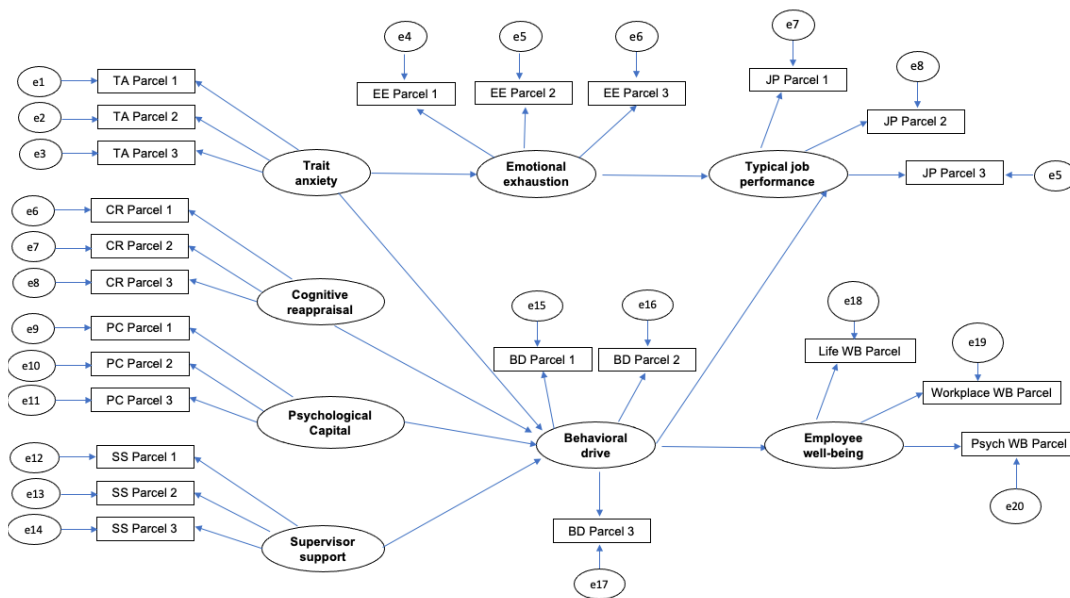 e7
e4
e5
e6
e8
e1
TA Parcel 1
EE Parcel 1
EE Parcel 2
EE Parcel 3
JP Parcel 1
e2
TA Parcel 2
JP Parcel 2
e3
TA Parcel 3
Trait
anxiety
Emotional
exhaustion
Typical job
performance
JP Parcel 3
e5
e6
CR Parcel 1
e7
CR Parcel 2
e8
CR Parcel 3
Cognitive
reappraisal
e15
e16
e18
e9
PC Parcel 1
e19
e10
PC Parcel 2
BD Parcel 1
BD Parcel 2
Life WB Parcel
e11
PC Parcel 3
Workplace WB Parcel
Psychological
Capital
Behavioral
drive
Employee
well-being
Psych WB Parcel
e12
SS Parcel 1
e13
SS Parcel 2
e20
e14
SS Parcel 3
BD Parcel 3
Supervisor
support
e17